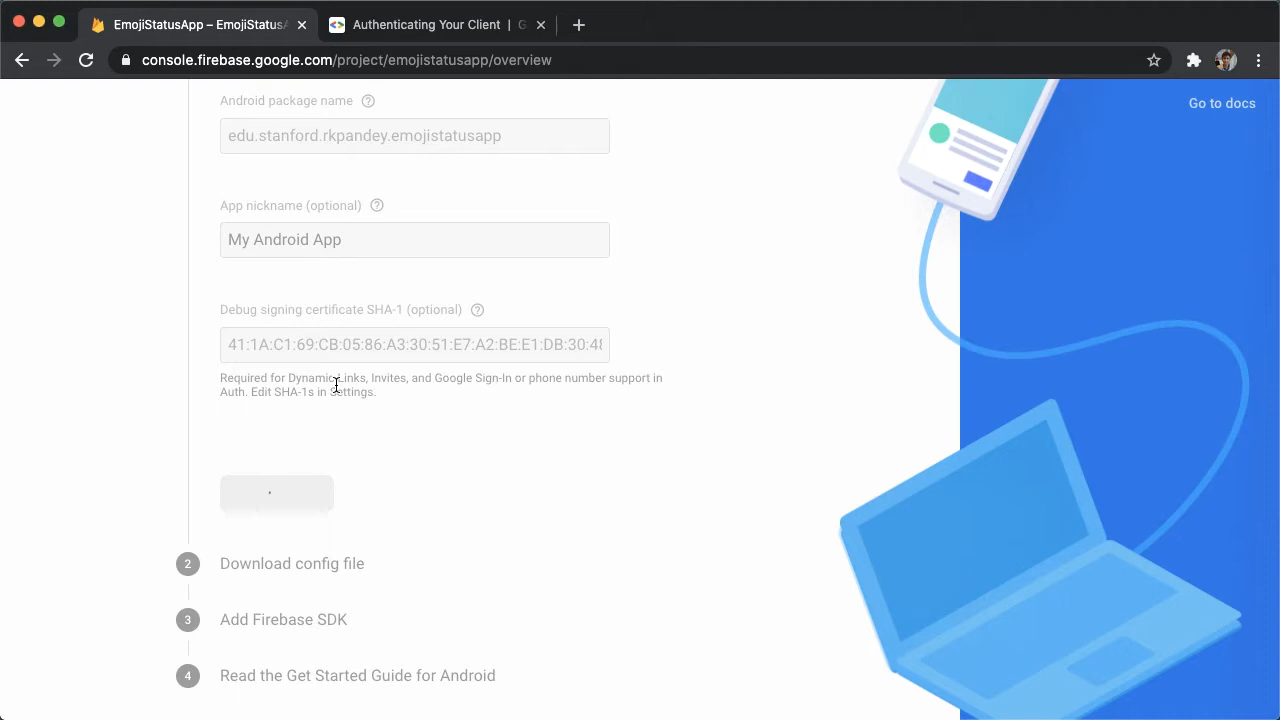 EmojiStatusApp – EmojiStatusA
Authenticating Your Client | G
console.firebase.google.com/project/emojistatusapp/overview
Go to docs
Android package name
edu.stanford.rkpandey.emojistatusapp
App nickname (optional)
My Android App
Debug signing certificate SHA-1 (optional)
41:1A:C1:69:CB:05:86:A3:30:51:E7:A2:BE:E1:DB:30:48
Required for Dynamic Links, Invites, and Google Sign-In or phone number support in
Auth. Edit SHA-1s in Settings.
2 Download config file
3 Add Firebase SDK
4 Read the Get Started Guide for Android